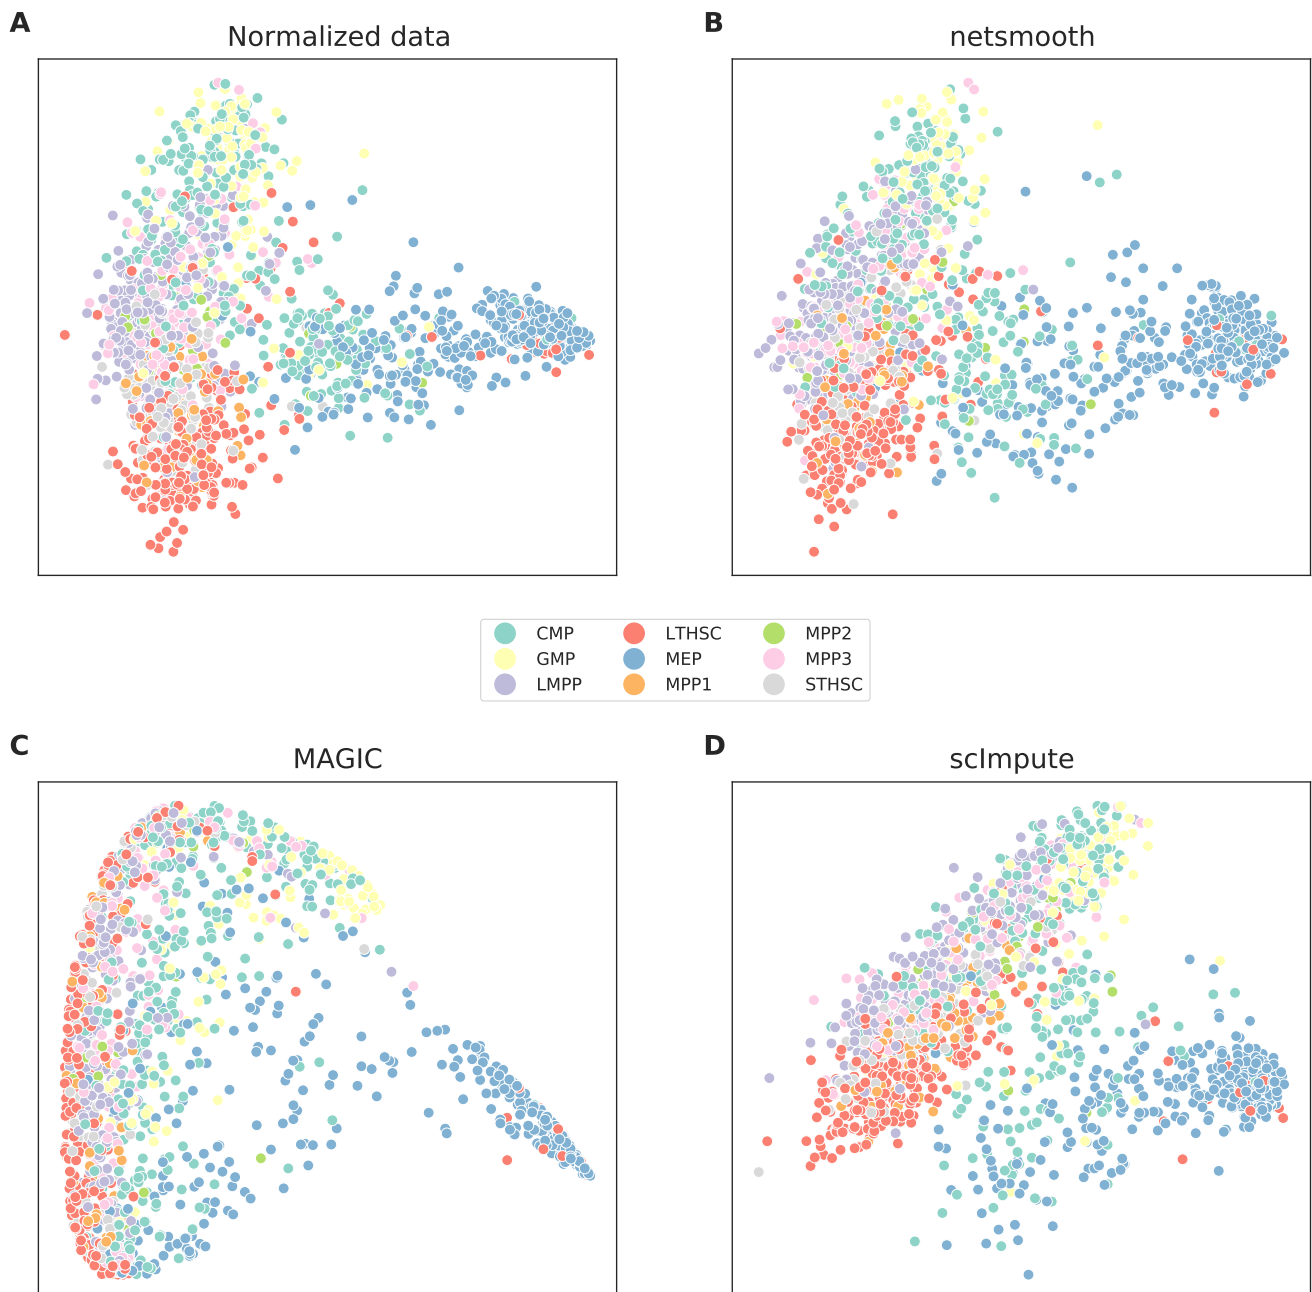 A
Normalized data
B
netsmooth
CMP LTHSC MPP2
GMP MEP MPP3
LMPP MPP1 STHSC
C
MAGIC
D
scImpute